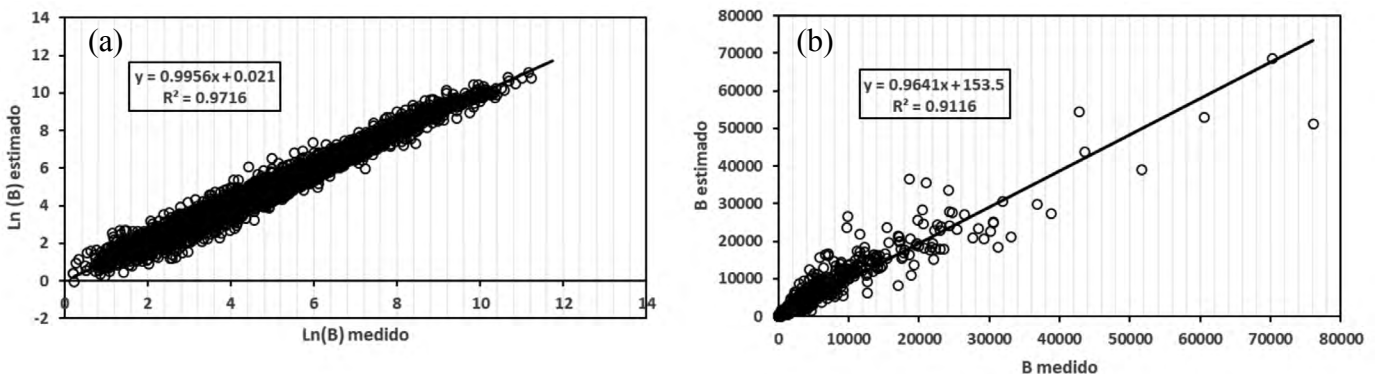 (a)
y = 0.9956x + 0.021
R² = 0.9716
14
12
10
8
6
4
2
0
-2
Ln (B) estimado
0 2 4 6 8 10 12 14
Ln(B) medido
(b)
y = 0.9641x + 153.5
R² = 0.9116
80000
70000
60000
50000
40000
30000
20000
10000
0
B estimado
0 10000 20000 30000 40000 50000 60000 70000 80000
B medido